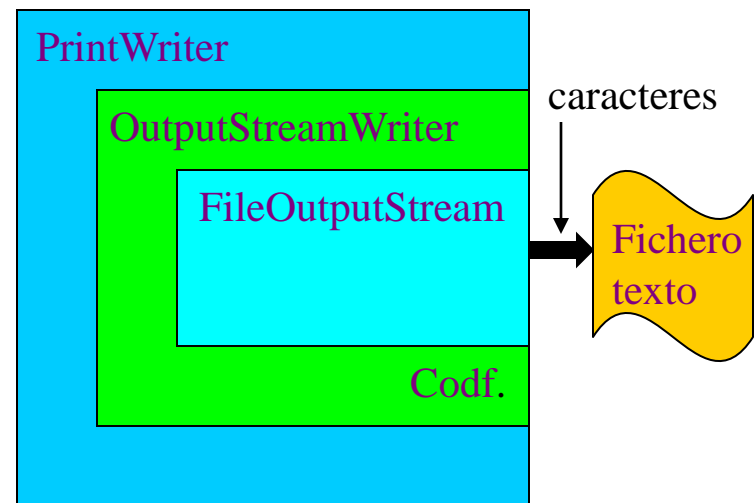 PrintWriter
OutputStreamWriter
FileOutputStream
Codf.
caracteres
Fichero
texto